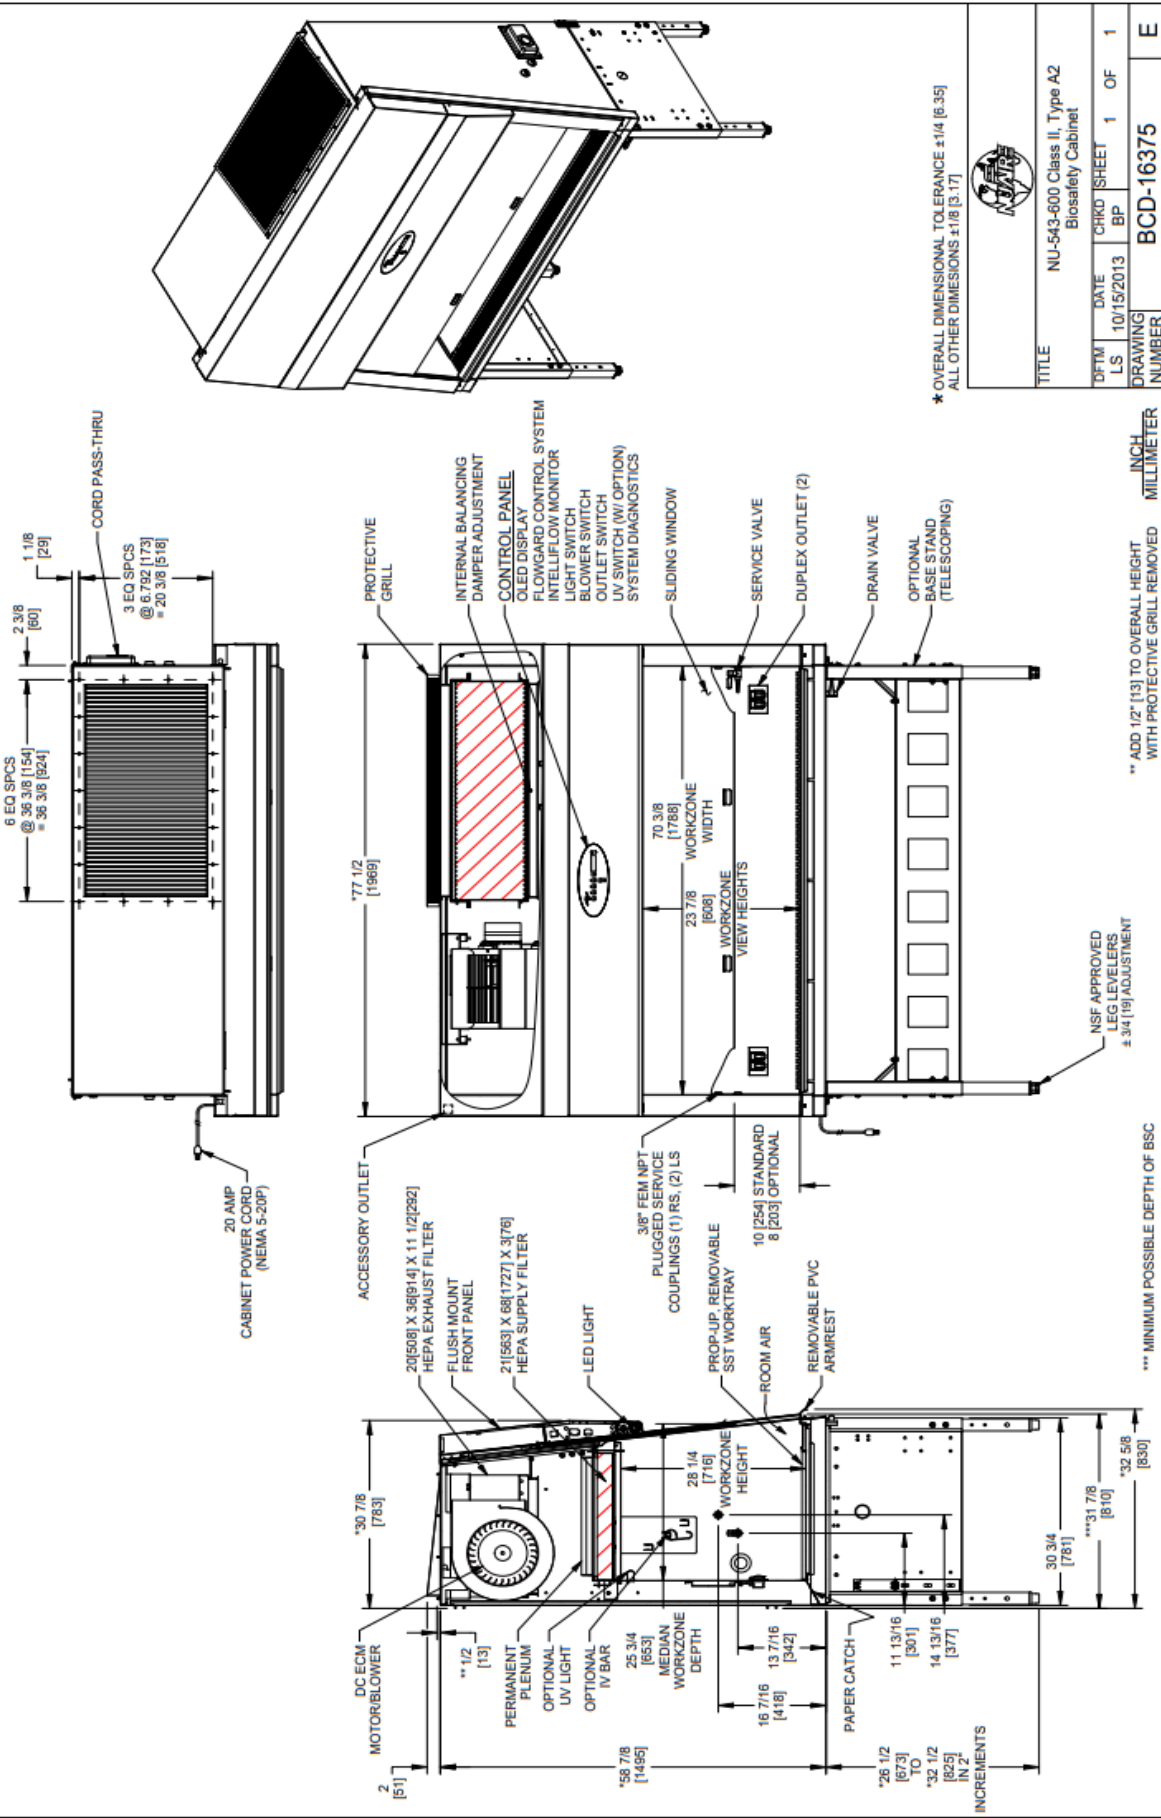 6 EQ SPCS
@ 36 3/8 [154]
= 36 3/8 [924]
2 3/8
[60]
1 1/8
[29]
CORD PASS-THRU
3 EQ SPCS
@ 6.792 [173]
= 20 3/8 [518]
20 AMP
CABINET POWER CORD
(NEMA 5-20P)
*77 1/2
[1969]
PROTECTIVE
GRILL
INTERNAL BALANCING
DAMPER ADJUSTMENT
CONTROL PANEL
OLED DISPLAY
FLOWGARD CONTROL SYSTEM
INTELLIFLOW MONITOR
LIGHT SWITCH
BLOWER SWITCH
OUTLET SWITCH
UV SWITCH (W/ OPTION)
SYSTEM DIAGNOSTICS
SLIDING WINDOW
SERVICE VALVE
DUPLEX OUTLET (2)
DRAIN VALVE
OPTIONAL
BASE STAND
(TELESCOPING)
70 3/8
[1788]
WORKZONE
WIDTH
23 7/8
[608]
WORKZONE
VIEW HEIGHTS
ACCESSORY OUTLET
3/8" FEM NPT
PLUGGED SERVICE
COUPLINGS (1) RS, (2) LS
10 [254] STANDARD
8 [203] OPTIONAL
NSF APPROVED
LEG LEVELERS
± 3/4 [19] ADJUSTMENT
20[508] X 36[914] X 11 1/2[292]
HEPA EXHAUST FILTER
FLUSH MOUNT
FRONT PANEL
21[563] X 68[1727] X 3[76]
HEPA SUPPLY FILTER
LED LIGHT
PROP-UP, REMOVABLE
SST WORKTRAY
ROOM AIR
REMOVABLE PVC
ARMREST
*30 7/8
[783]
DC ECM
MOTOR/BLOWER
** 1/2
[13]
2
[51]
PERMANENT
PLENUM
OPTIONAL
UV LIGHT
OPTIONAL
IV BAR
25 3/4
[653]
MEDIAN
WORKZONE
DEPTH
28 1/4
[716]
WORKZONE
HEIGHT
13 7/16
[342]
16 7/16
[418]
PAPER CATCH
*58 7/8
[1495]
*26 1/2
[673]
TO
*32 1/2
[825]
IN 2"
INCREMENTS
11 13/16
[301]
14 13/16
[377]
30 3/4
[781]
***31 7/8
[810]
*32 5/8
[830]
*** MINIMUM POSSIBLE DEPTH OF BSC
** ADD 1/2" [13] TO OVERALL HEIGHT
WITH PROTECTIVE GRILL REMOVED
INCH
MILLIMETER
* OVERALL DIMENSIONAL TOLERANCE ±1/4 [6.35]
ALL OTHER DIMESIONS ±1/8 [3.17]
NUAIRE
TITLE
NU-543-600 Class II, Type A2
Biosafety Cabinet
DFTM
LS
DATE
10/15/2013
CHKD
BP
SHEET
1 OF 1
DRAWING
NUMBER
BCD-16375
E